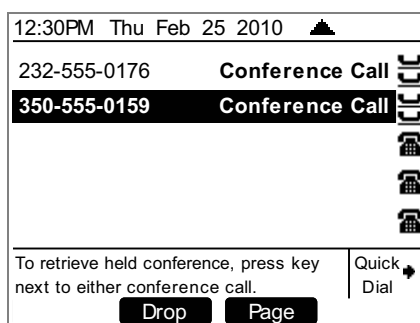 12:30PM Thu Feb 25 2010
232-555-0176 Conference Call
350-555-0159 Conference Call
To retrieve held conference, press key
next to either conference call.
Quick
Dial
Drop Page